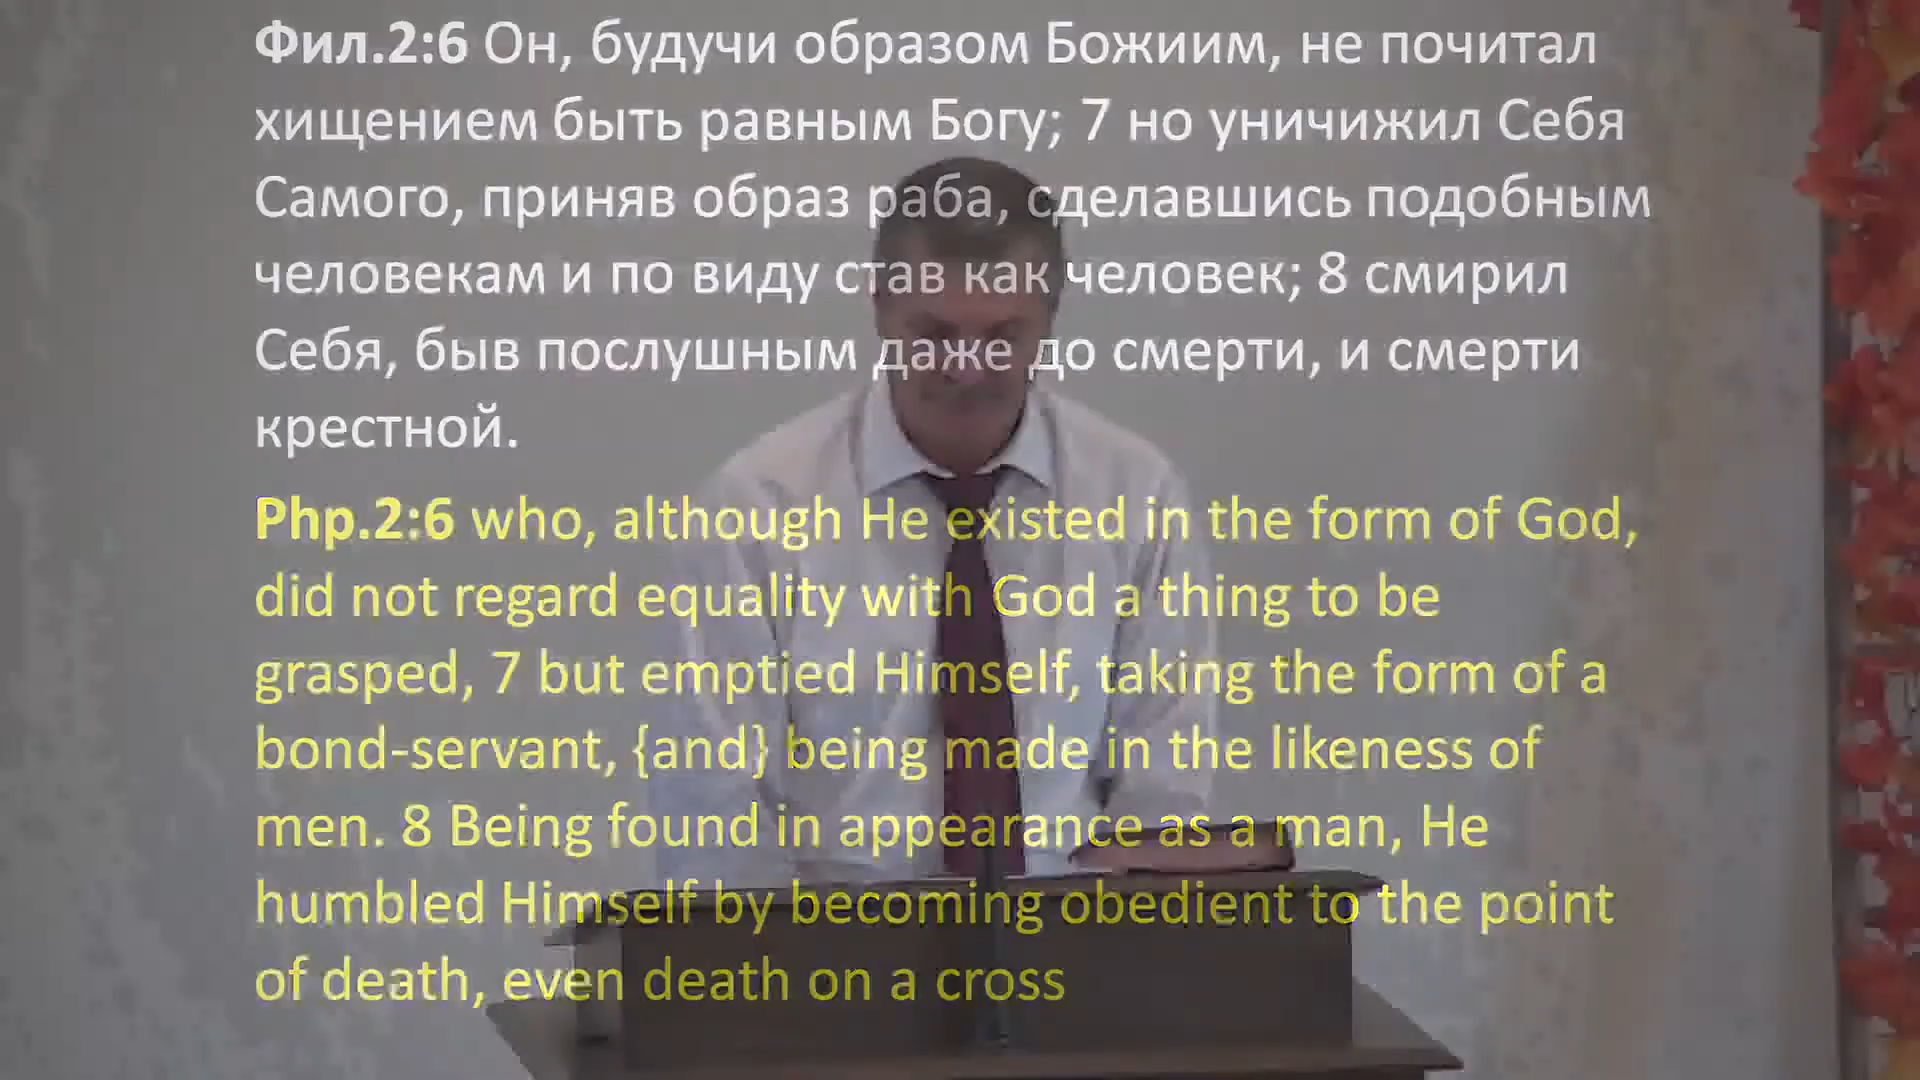 Фил.2:6 Он, будучи образом Божиим, не почитал
хищением быть равным Богу; 7 но уничижил Себя
Самого, приняв образ раба, сделавшись подобным
человекам и по виду став как человек; 8 смирил
Себя, быв послушным даже до смерти, и смерти
крестной.
Php.2:6 who, although He existed in the form of God,
did not regard equality with God a thing to be
grasped, 7 but emptied Himself, taking the form of a
bond-servant, {and} being made in the likeness of
men. 8 Being found in appearance as a man, He
humbled Himself by becoming obedient to the point
of death, even death on a cross